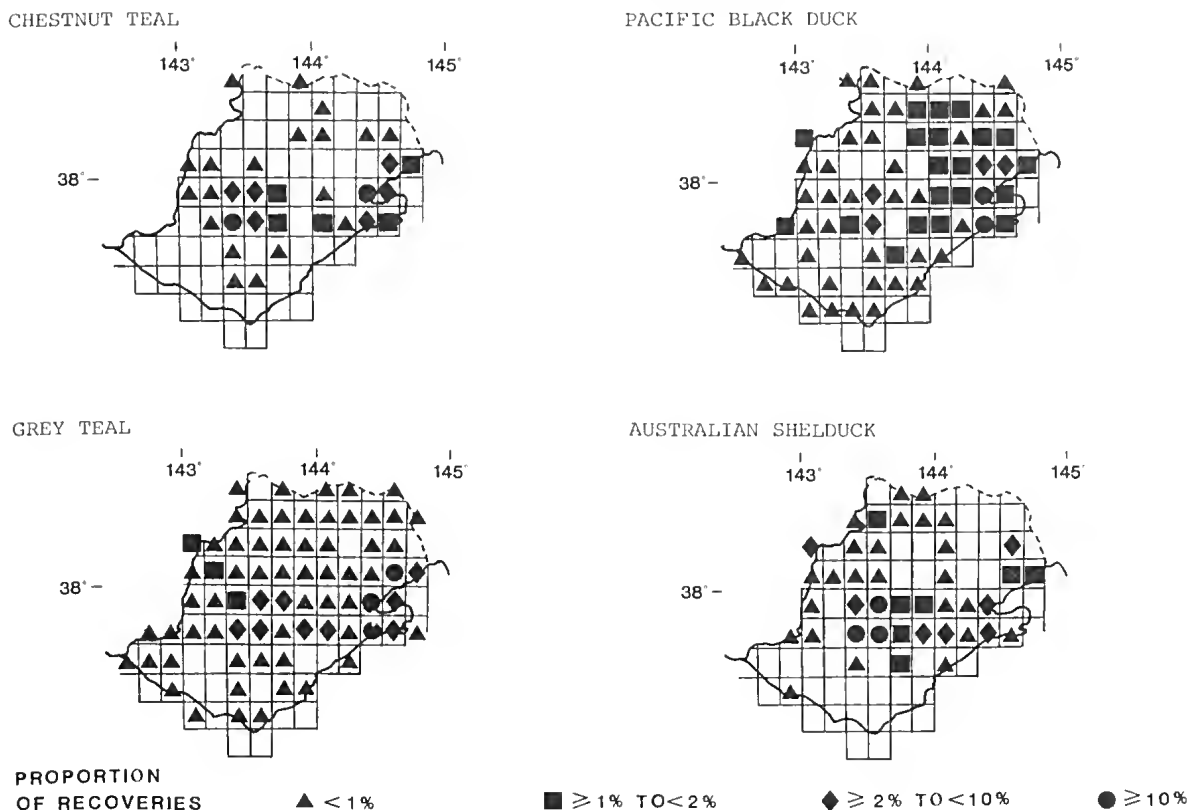 CHESTNUT TEAL
PACIFIC BLACK DUCK
143° 144° 145°
143° 144° 145°
38°
38°
GREY TEAL
AUSTRALIAN SHELDUCK
143° 144° 145°
143° 144° 145°
38°
38°
PROPORTION
OF RECOVERIES ▲ <1% ■ ≥1% TO<2% ◆ ≥2% TO <10% ● ≥10%